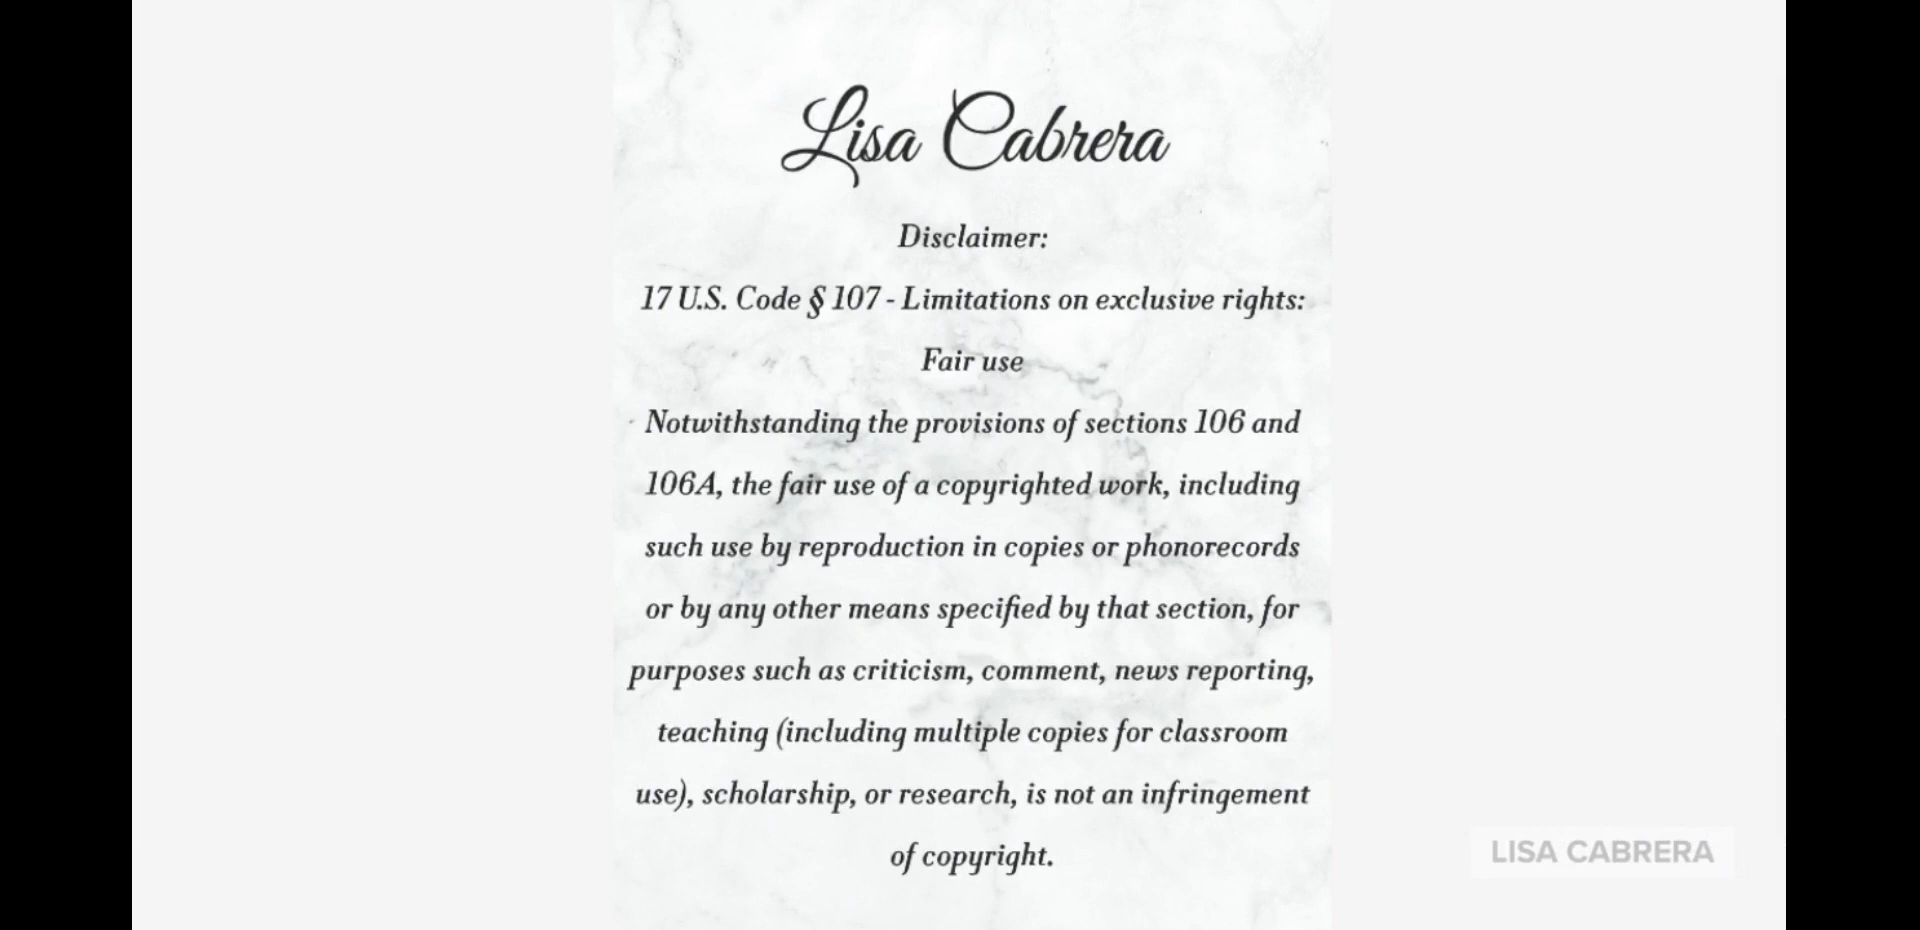 Lisa Cabrera
Disclaimer:
17 U.S. Code § 107 - Limitations on exclusive rights:
Fair use
Notwithstanding the provisions of sections 106 and
106A, the fair use of a copyrighted work, including
such use by reproduction in copies or phonorecords
or by any other means specified by that section, for
purposes such as criticism, comment, news reporting,
teaching (including multiple copies for classroom
use), scholarship, or research, is not an infringement
of copyright.
LISA CABRERA